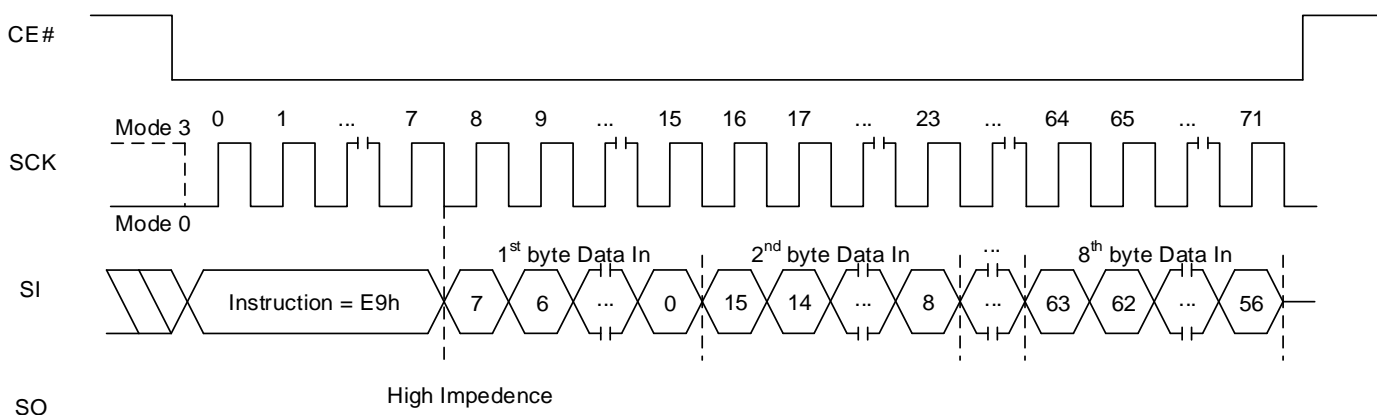 CE#
0 1 ... 7 8 9 ... 15 16 17 ... 23 ... 64 65 ... 71
Mode 3
SCK
Mode 0
1st byte Data In 2nd byte Data In ... 8th byte Data In
SI Instruction = E9h 7 6 ... 0 15 14 ... 8 ... 63 62 ... 56
High Impedence
SO